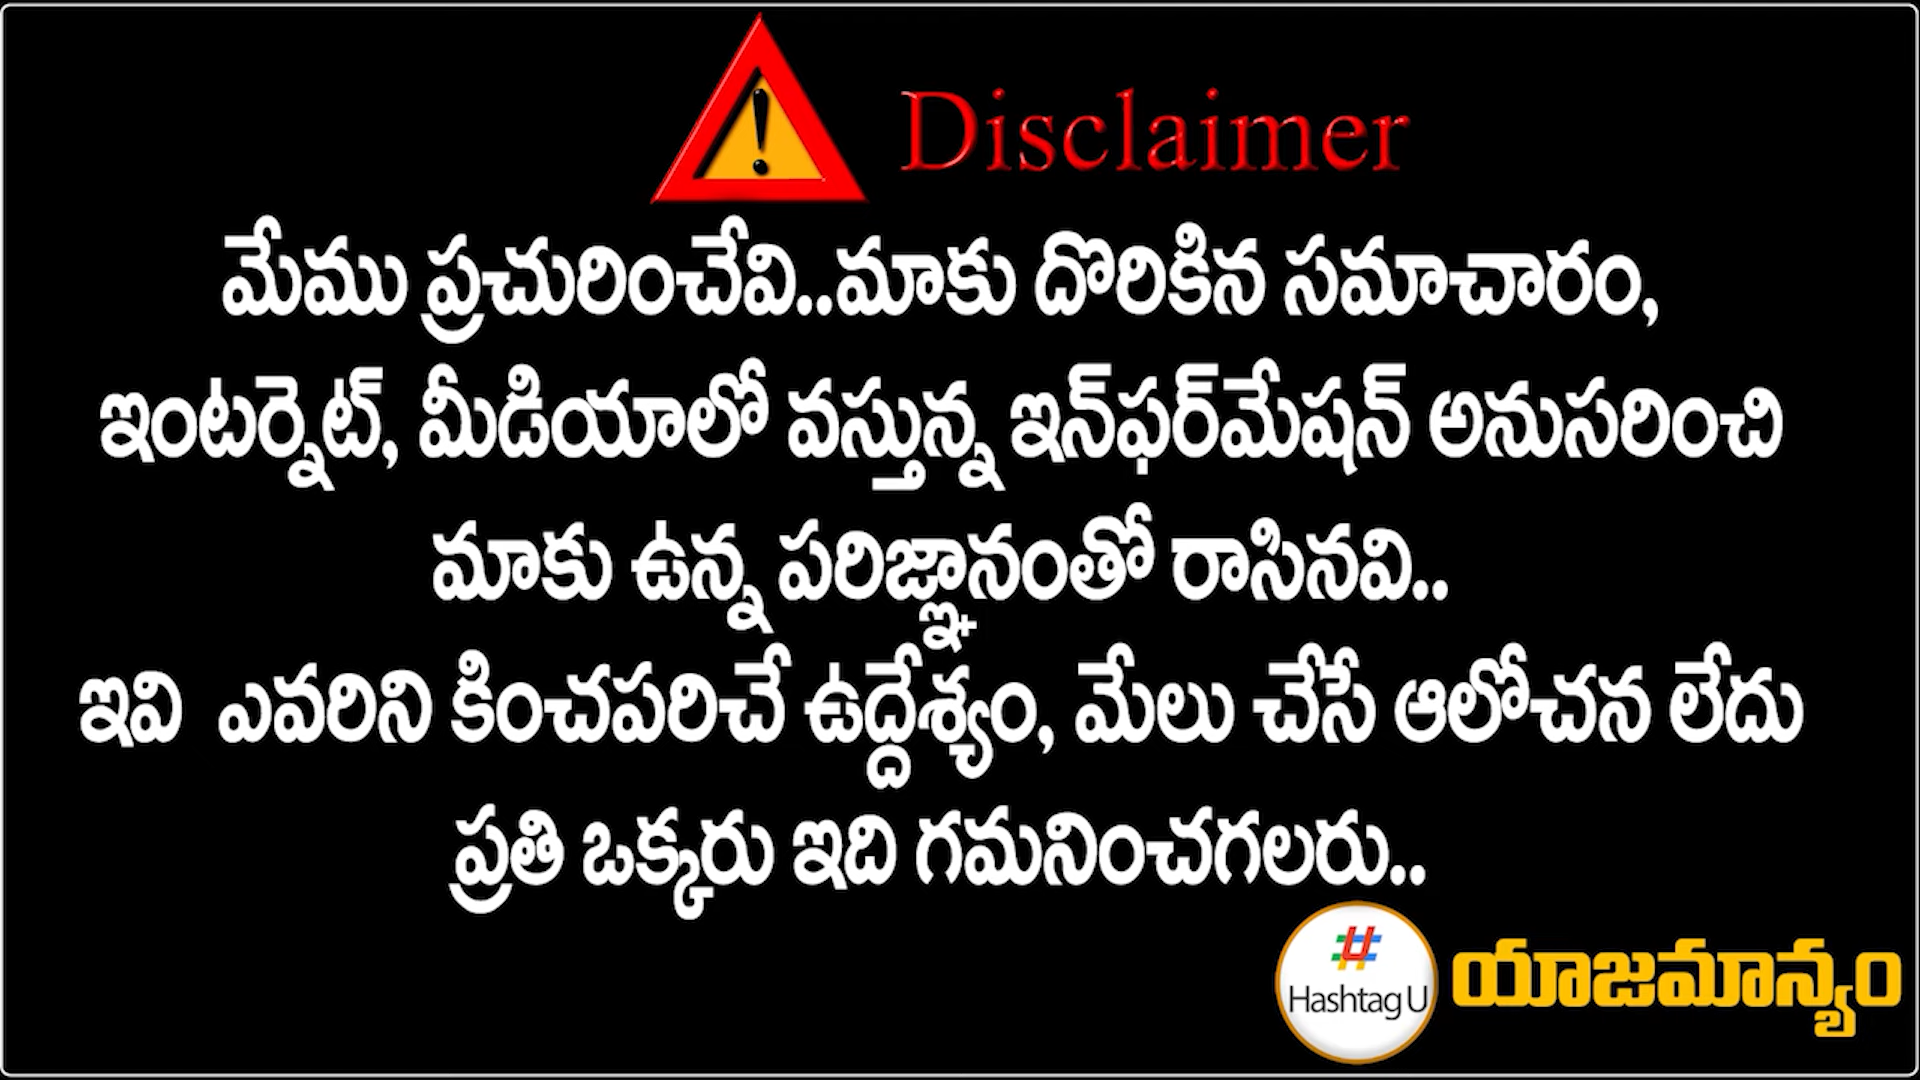 Disclaimer
మేము ప్రచురించేవి..మాకు దొరికిన సమాచారం,
ఇంటర్నెట్, మీడియాలో వస్తున్న ఇన్‌ఫర్‌మేషన్ అనుసరించి
మాకు ఉన్న పరిజ్ఞానంతో రాసినవి..
ఇవి ఎవరిని కించపరిచే ఉద్దేశ్యం, మేలు చేసే ఆలోచన లేదు
ప్రతి ఒక్కరు ఇది గమనించగలరు..
Hashtag U యాజమాన్యం